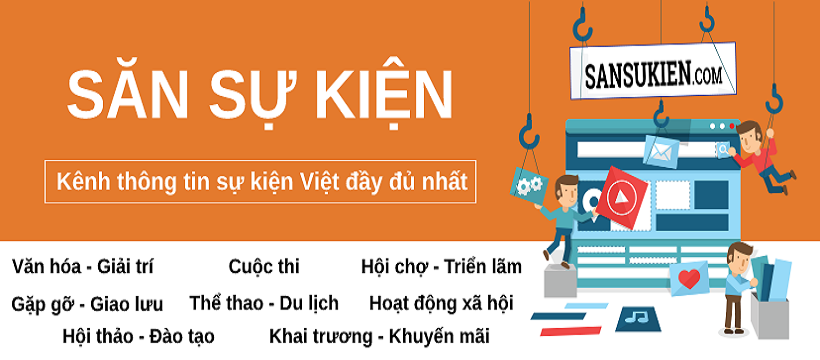 SĂN SỰ KIỆN
Kênh thông tin sự kiện Việt đầy đủ nhất
SANSUKIEN.COM
Văn hóa - Giải trí
Cuộc thi
Hội chợ - Triển lãm
Gặp gỡ - Giao lưu
Thể thao - Du lịch
Hoạt động xã hội
Hội thảo - Đào tạo
Khai trương - Khuyến mãi